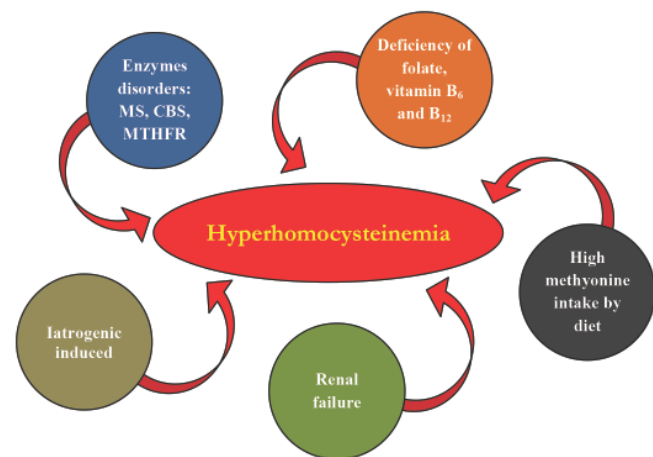 Enzymes
disorders:
MS, CBS,
MTHFR
Deficiency of
folate,
vitamin B₆
and B₁₂
Hyperhomocysteinemia
High
methyonine
intake by
diet
Iatrogenic
induced
Renal
failure